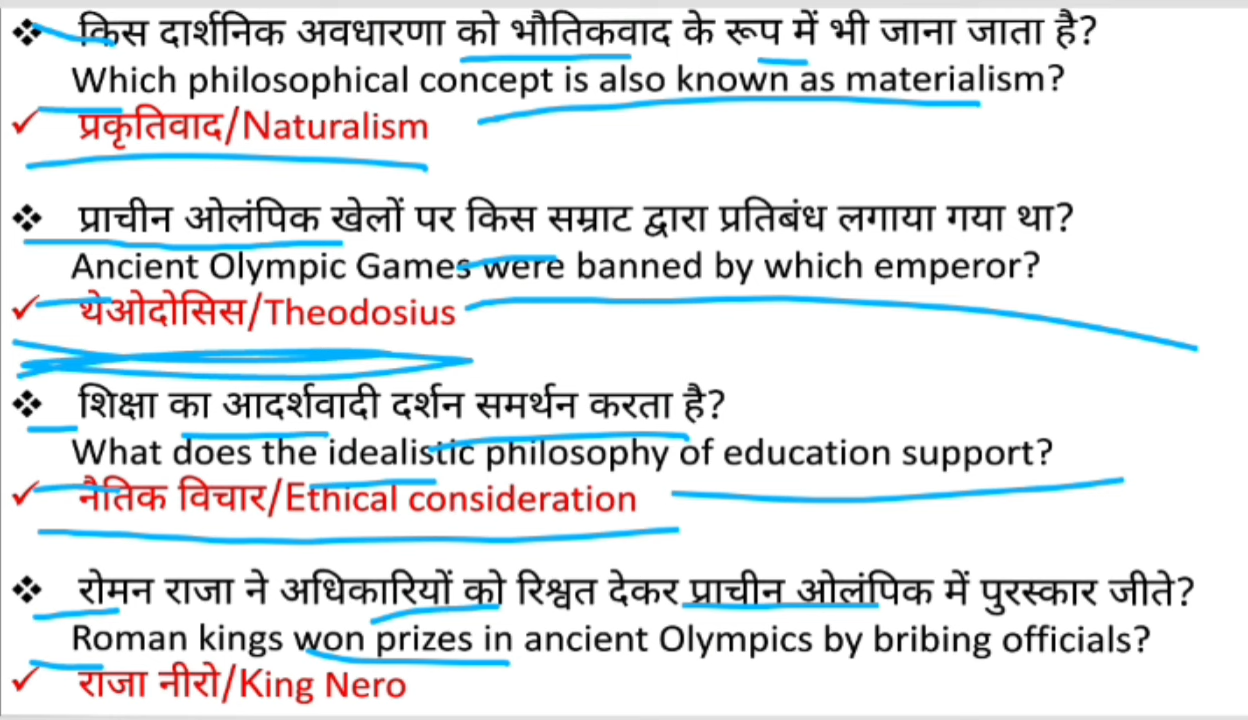 ❖ किस दार्शनिक अवधारणा को भौतिकवाद के रूप में भी जाना जाता है?
Which philosophical concept is also known as materialism?
✓ प्रकृतिवाद/Naturalism
❖ प्राचीन ओलंपिक खेलों पर किस सम्राट द्वारा प्रतिबंध लगाया गया था?
Ancient Olympic Games were banned by which emperor?
✓ थेओदोसिस/Theodosius
❖ शिक्षा का आदर्शवादी दर्शन समर्थन करता है?
What does the idealistic philosophy of education support?
✓ नैतिक विचार/Ethical consideration
❖ रोमन राजा ने अधिकारियों को रिश्वत देकर प्राचीन ओलंपिक में पुरस्कार जीते?
Roman kings won prizes in ancient Olympics by bribing officials?
✓ राजा नीरो/King Nero